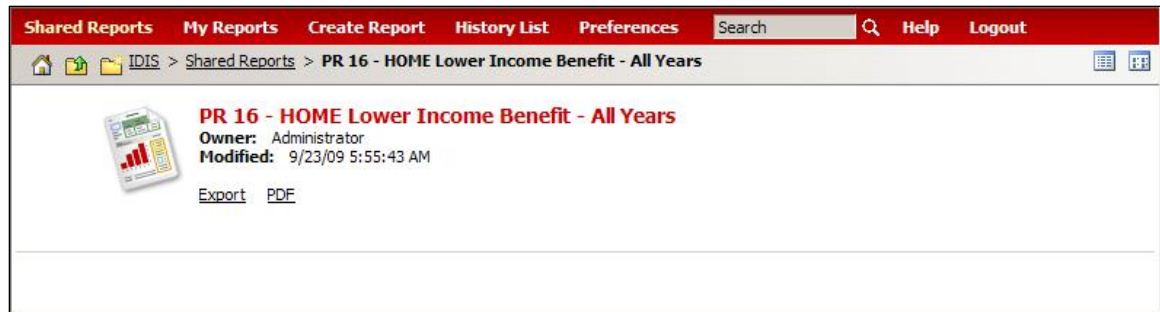 Shared Reports My Reports Create Report History List Preferences Search Help Logout
IDIS > Shared Reports > PR 16 - HOME Lower Income Benefit - All Years
PR 16 - HOME Lower Income Benefit - All Years
Owner: Administrator
Modified: 9/23/09 5:55:43 AM
Export PDF